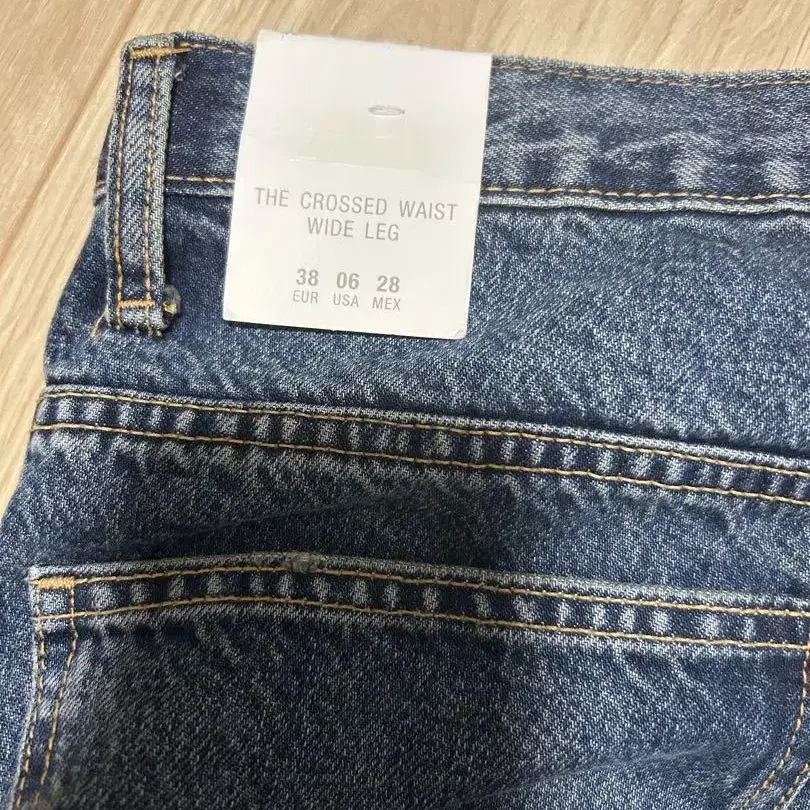 THE CROSSED WAIST
WIDE LEG
38 06 28
EUR USA MEX